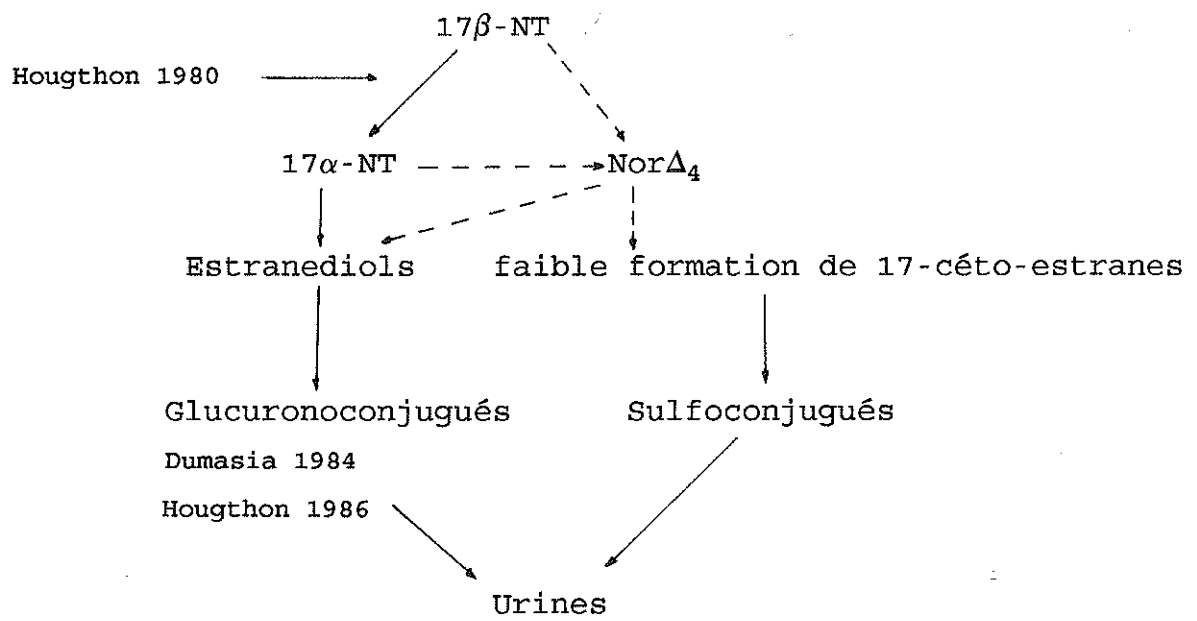 17β-NT
Hougthon 1980
17α-NT NorΔ₄
Estranediols faible formation de 17-céto-estranes
Glucuronoconjugués Sulfoconjugués
Dumasia 1984
Hougthon 1986
Urines